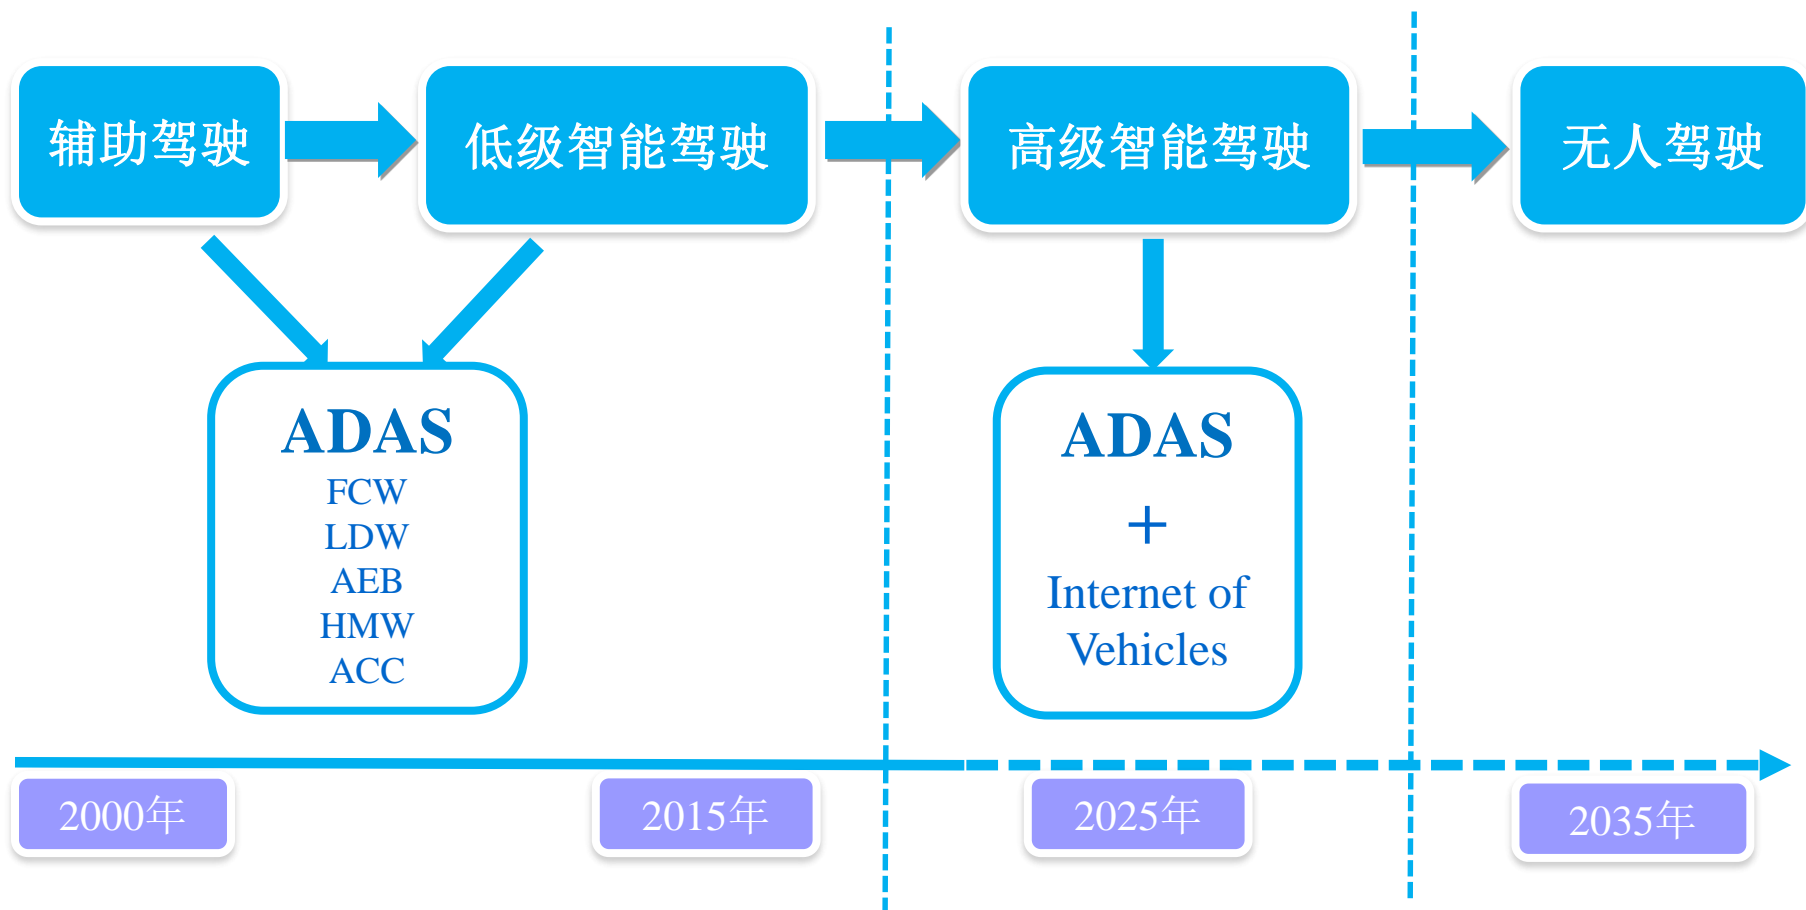 辅助驾驶
低级智能驾驶
高级智能驾驶
无人驾驶
ADAS
FCW
LDW
AEB
HMW
ACC
ADAS
+
Internet of
Vehicles
2000年
2015年
2025年
2035年